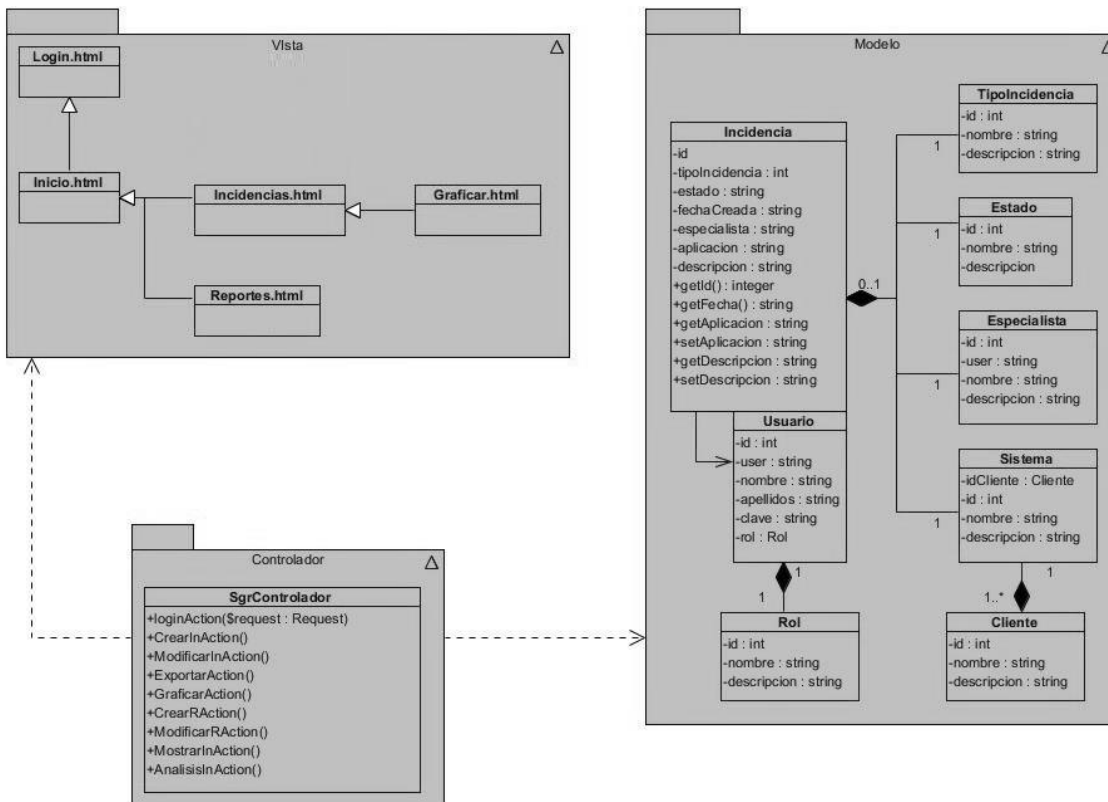 VIsta
Login.html
Inicio.html
Incidencias.html
Graficar.html
Reportes.html
Controlador
SgrControlador
+loginAction($request : Request)
+CrearInAction()
+ModificarInAction()
+ExportarAction()
+GraficarAction()
+CrearRAction()
+ModificarRAction()
+MostrarInAction()
+AnalisisInAction()
Modelo
Incidencia
-id
-tipoIncidencia : int
-estado : string
-fechaCreada : string
-especialista : string
-aplicacion : string
-descripcion : string
+getId() : integer
+getFecha() : string
+getAplicacion : string
+setAplicacion : string
+getDescripcion : string
+setDescripcion : string
0..1
Usuario
-id : int
-user : string
-nombre : string
-apellidos : string
-clave : string
-rol : Rol
1
1
Rol
-id : int
-nombre : string
-descripcion : string
TipoIncidencia
-id : int
-nombre : string
-descripcion : string
1
Estado
-id : int
-nombre : string
-descripcion
1
Especialista
-id : int
-user : string
-nombre : string
-descripcion : string
1
Sistema
-idCliente : Cliente
-id : int
-nombre : string
-descripcion : string
1
1
1..*
Cliente
-id : int
-nombre : string
-descripcion : string